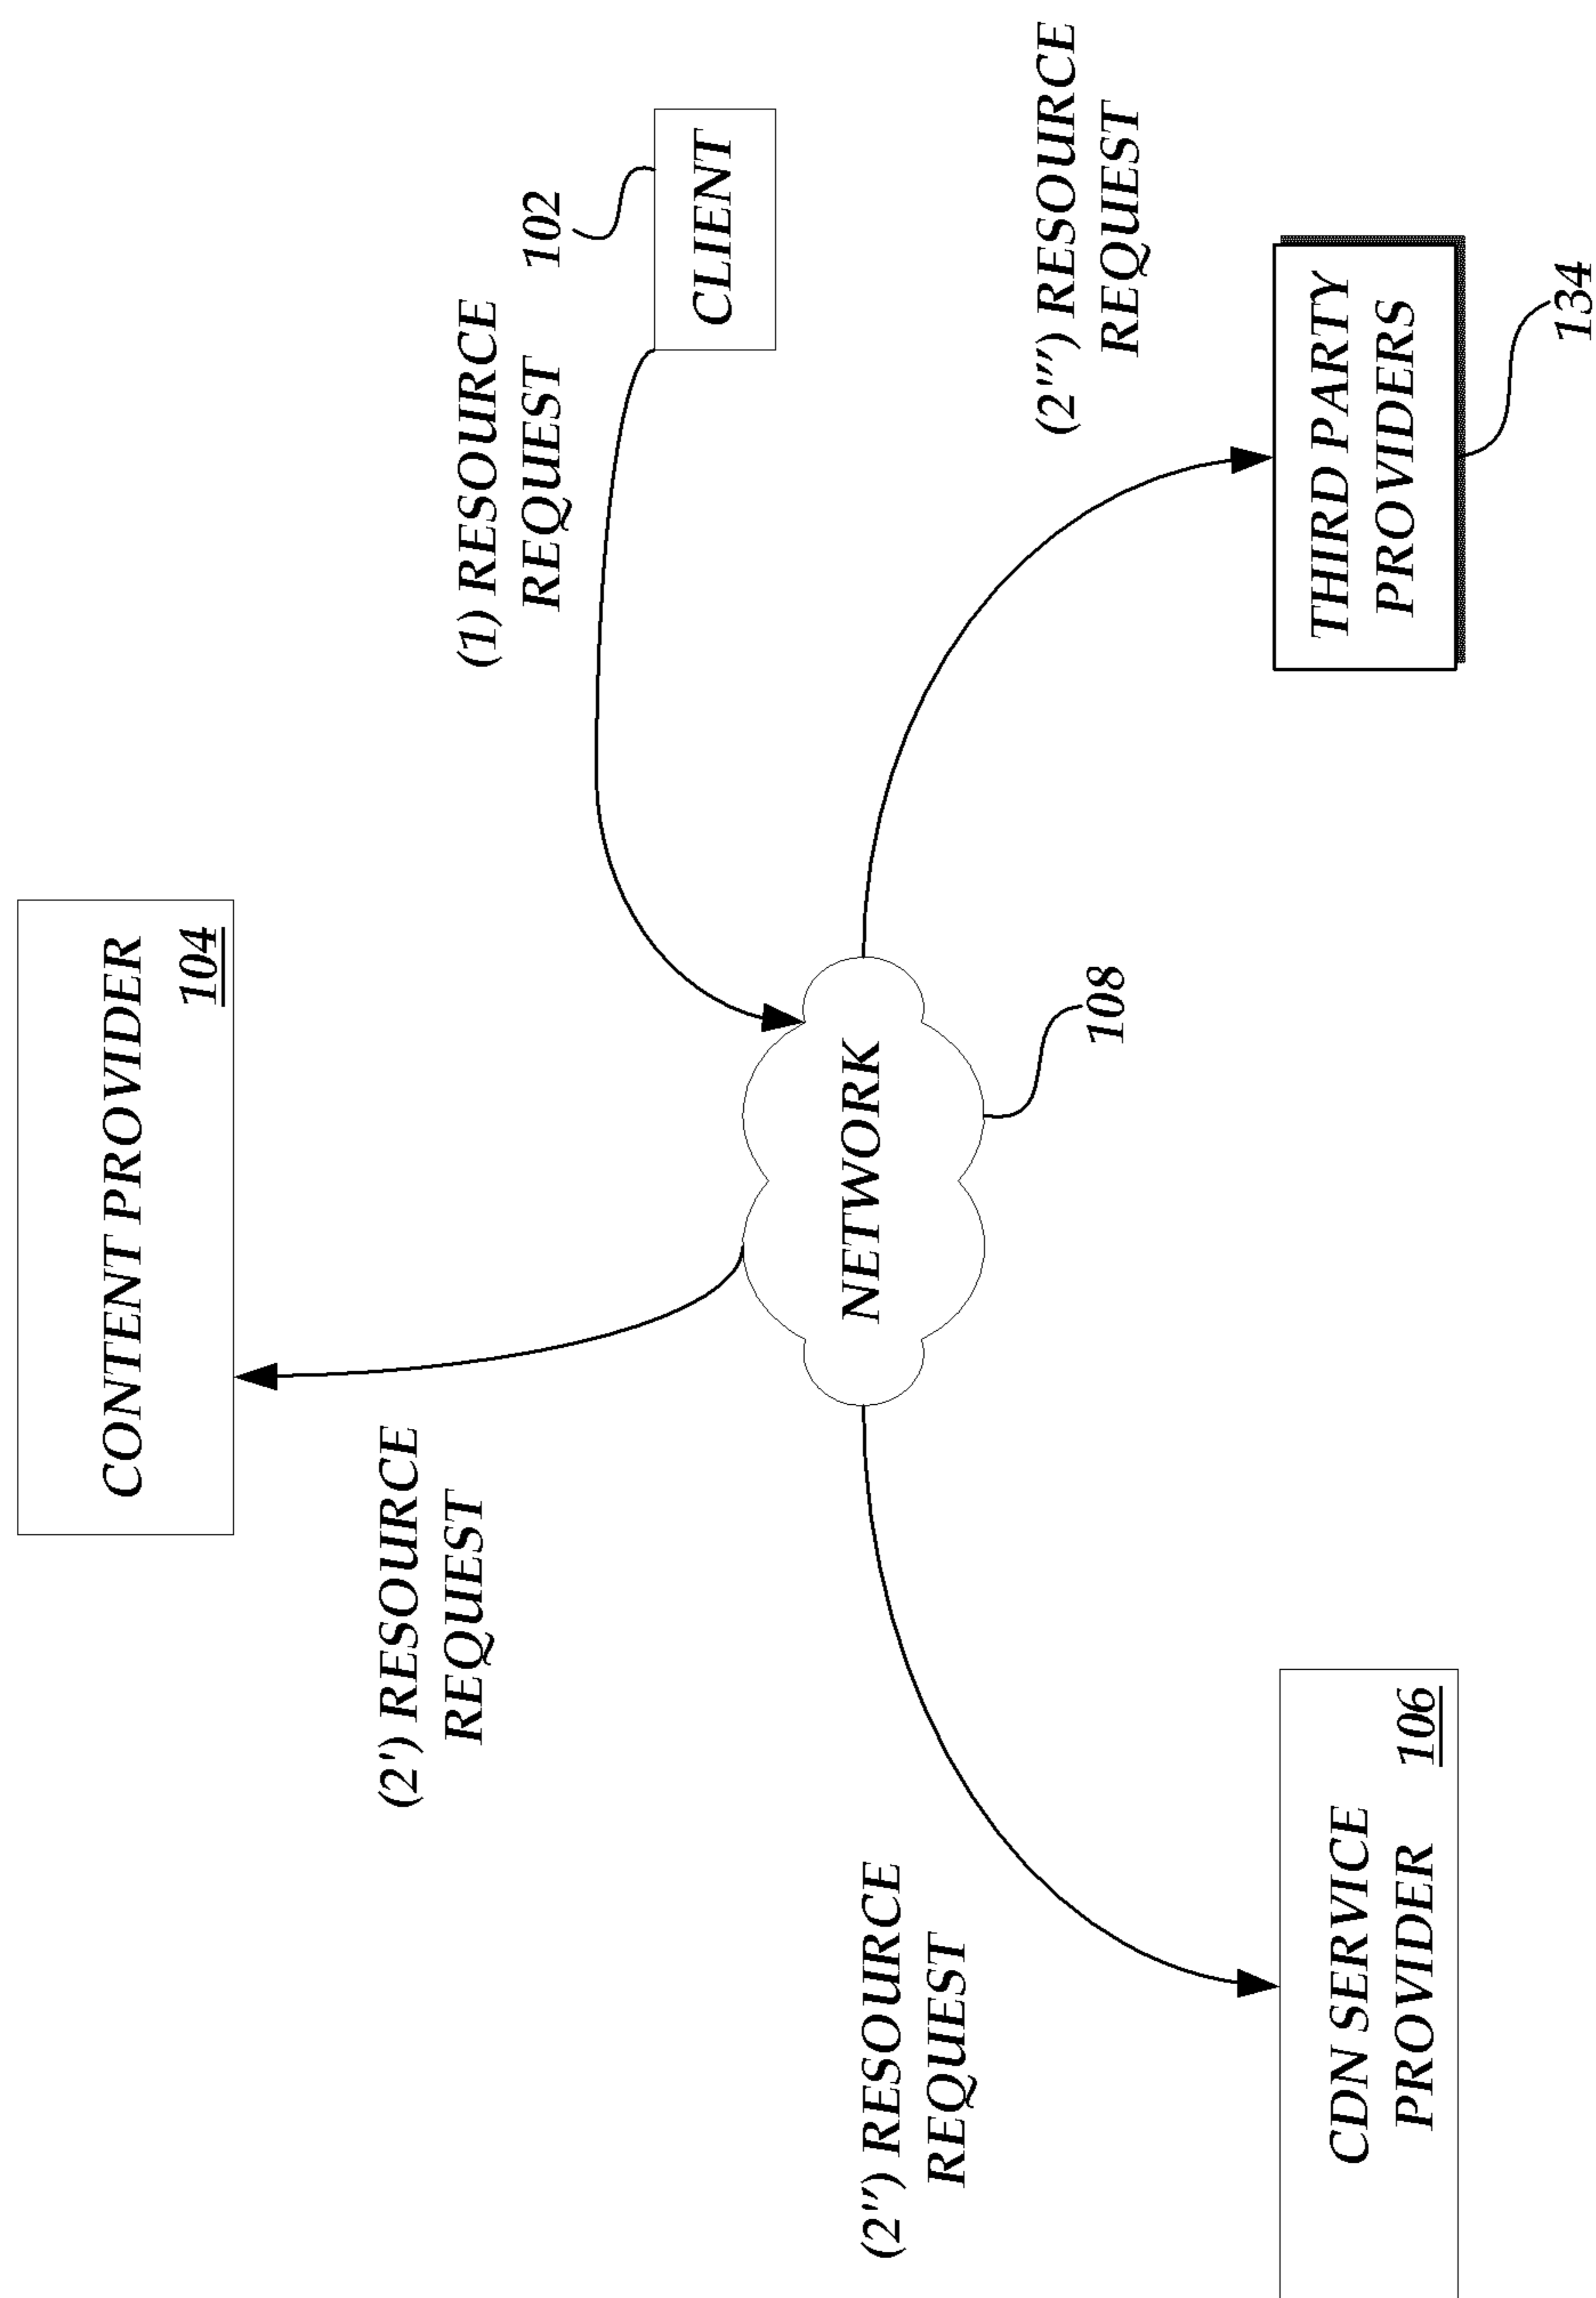 CONTENT PROVIDER
104
(2') RESOURCE
REQUEST
(1) RESOURCE
REQUEST
102
CLIENT
NETWORK
(2'') RESOURCE
REQUEST
108
(2''') RESOURCE
REQUEST
CDN SERVICE
PROVIDER
106
THIRD PARTY
PROVIDERS
134